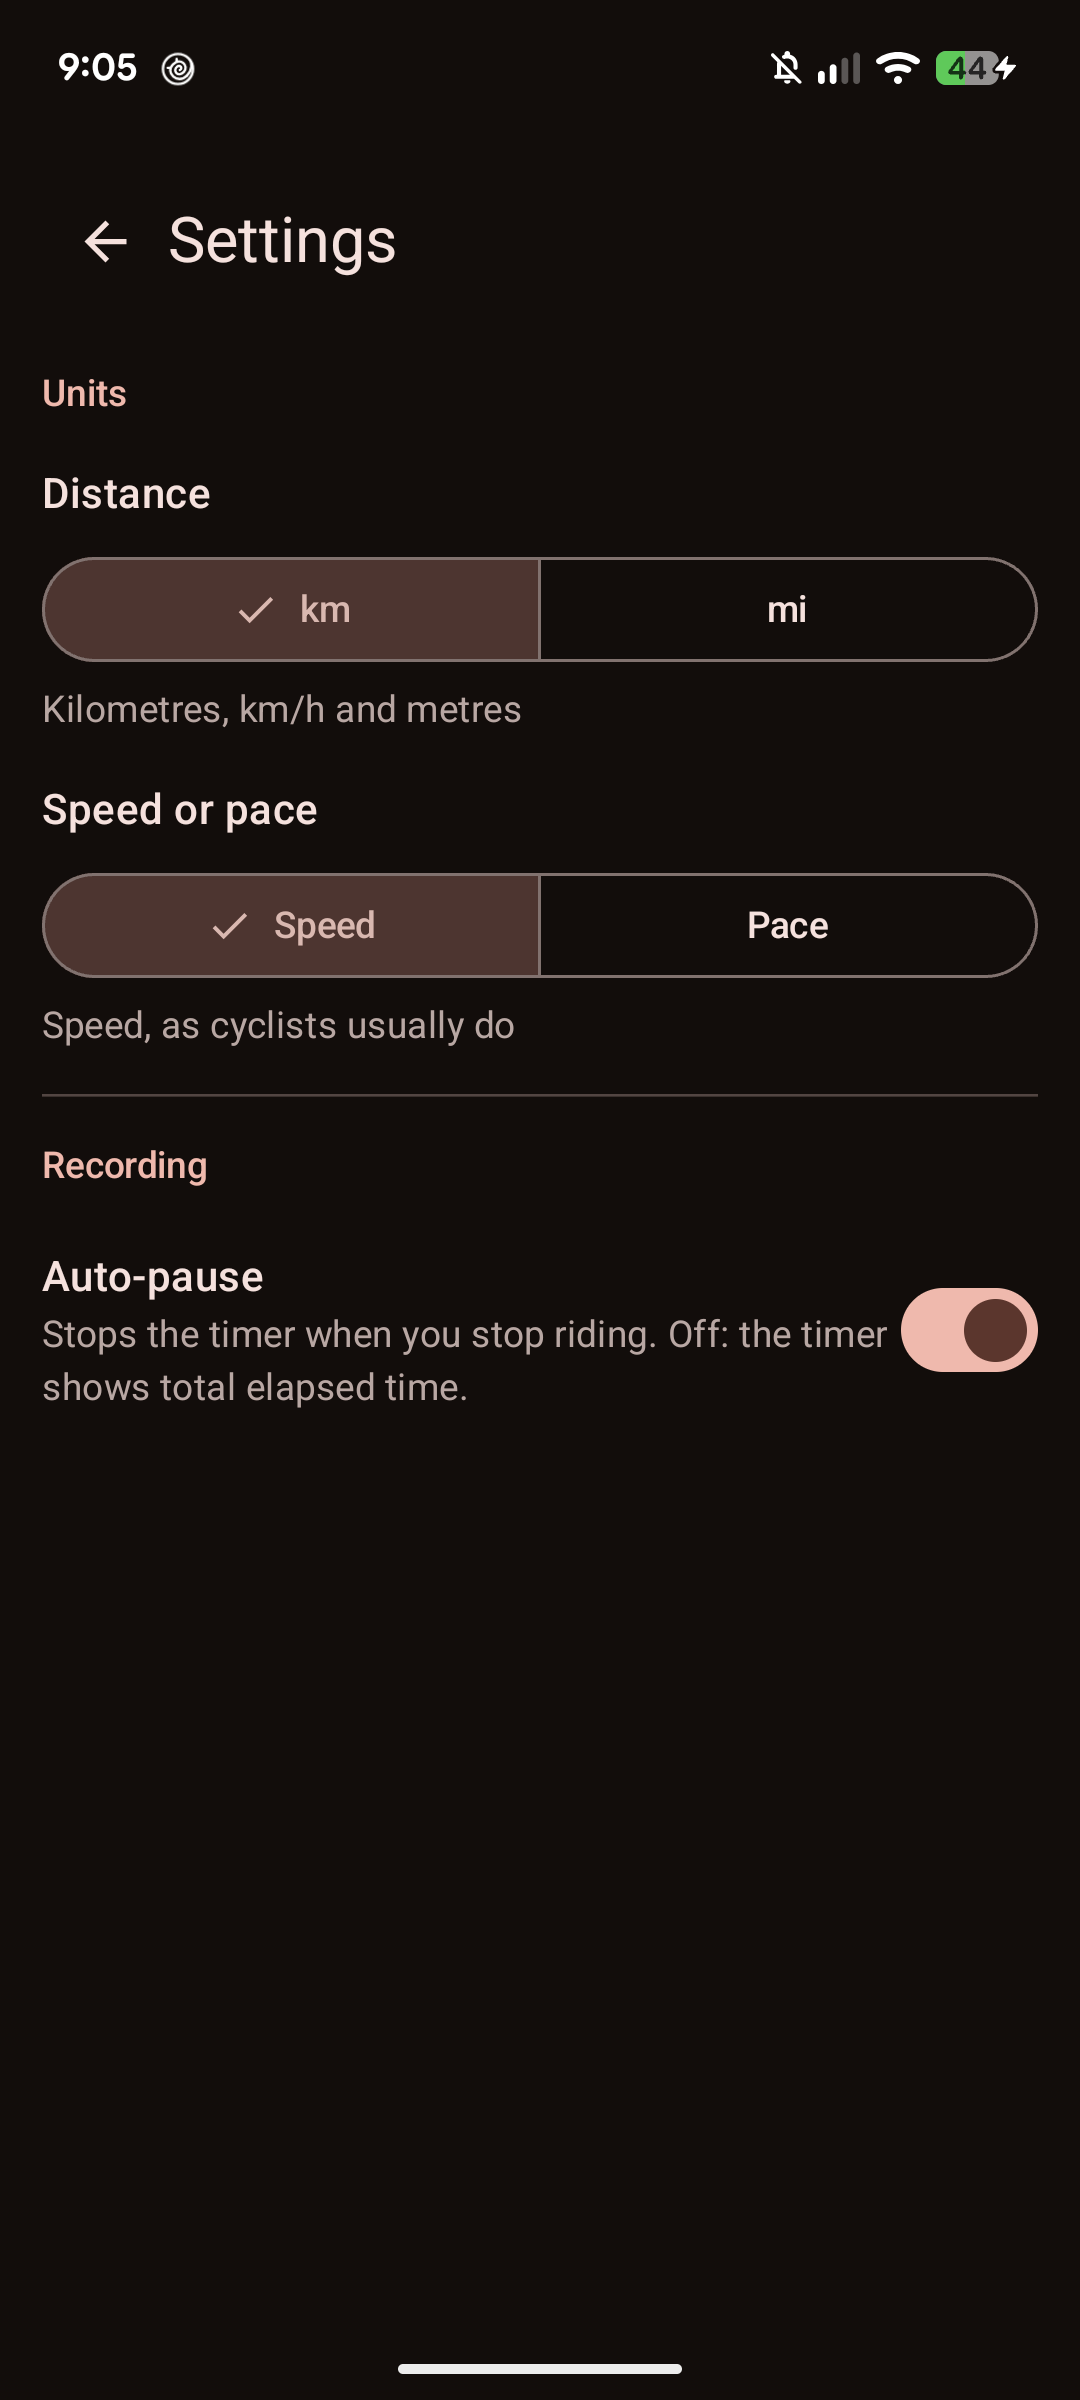 9:05
44
Settings
Units
Distance
km
mi
Kilometres, km/h and metres
Speed or pace
Speed
Pace
Speed, as cyclists usually do
Recording
Auto-pause
Stops the timer when you stop riding. Off: the timer
shows total elapsed time.